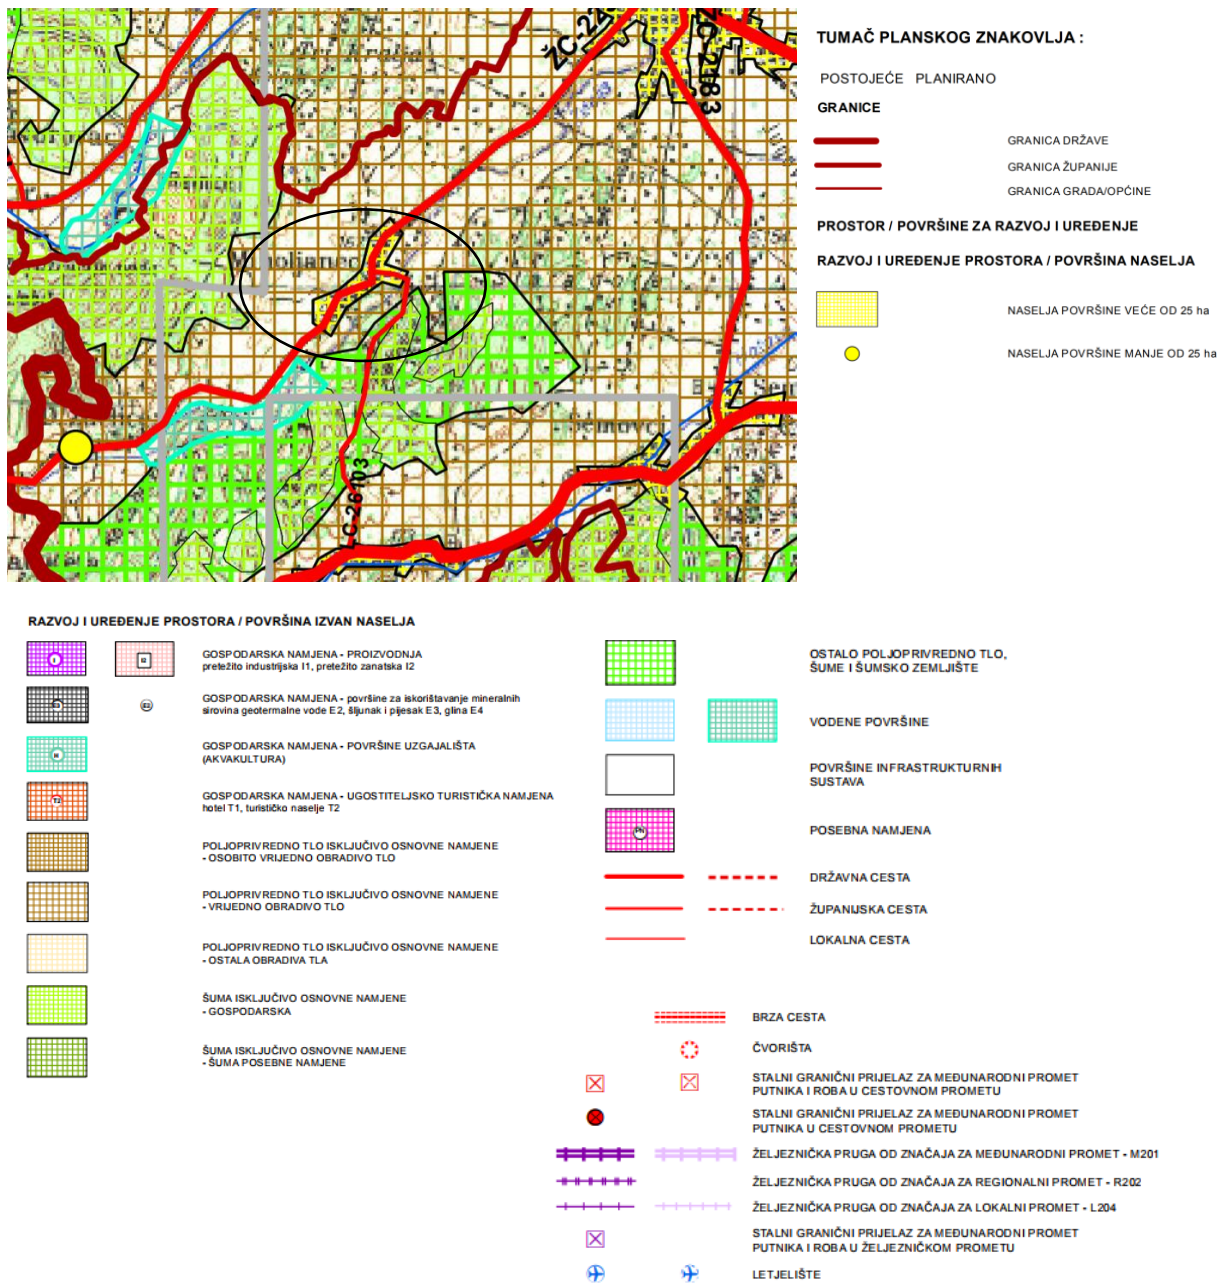 ŽC-22
ŽC-2183
LC-26103
TUMAČ PLANSKOG ZNAKOVLJA :
POSTOJEĆE PLANIRANO
GRANICE
GRANICA DRŽAVE
GRANICA ŽUPANIJE
GRANICA GRADA/OPĆINE
PROSTOR / POVRŠINE ZA RAZVOJ I UREĐENJE
RAZVOJ I UREĐENJE PROSTORA / POVRŠINA NASELJA
NASELJA POVRŠINE VEĆE OD 25 ha
NASELJA POVRŠINE MANJE OD 25 ha
RAZVOJ I UREĐENJE PROSTORA / POVRŠINA IZVAN NASELJA
I
I2
GOSPODARSKA NAMJENA - PROIZVODNJA
pretežito industrijska I1, pretežito zanatska I2
E3
E2
GOSPODARSKA NAMJENA - površine za iskorištavanje mineralnih
sirovina geotermalne vode E2, šljunak i pijesak E3, glina E4
GOSPODARSKA NAMJENA - POVRŠINE UZGAJALIŠTA
(AKVAKULTURA)
T2
GOSPODARSKA NAMJENA - UGOSTITELJSKO TURISTIČKA NAMJENA
hotel T1, turističko naselje T2
POLJOPRIVREDNO TLO ISKLJUČIVO OSNOVNE NAMJENE
- OSOBITO VRIJEDNO OBRADIVO TLO
POLJOPRIVREDNO TLO ISKLJUČIVO OSNOVNE NAMJENE
- VRIJEDNO OBRADIVO TLO
POLJOPRIVREDNO TLO ISKLJUČIVO OSNOVNE NAMJENE
- OSTALA OBRADIVA TLA
ŠUMA ISKLJUČIVO OSNOVNE NAMJENE
- GOSPODARSKA
ŠUMA ISKLJUČIVO OSNOVNE NAMJENE
- ŠUMA POSEBNE NAMJENE
OSTALO POLJOPRIVREDNO TLO,
ŠUME I ŠUMSKO ZEMLJIŠTE
VODENE POVRŠINE
POVRŠINE INFRASTRUKTURNIH
SUSTAVA
PN
POSEBNA NAMJENA
DRŽAVNA CESTA
ŽUPANIJSKA CESTA
LOKALNA CESTA
BRZA CESTA
ČVORIŠTA
STALNI GRANIČNI PRIJELAZ ZA MEĐUNARODNI PROMET
PUTNIKA I ROBA U CESTOVNOM PROMETU
STALNI GRANIČNI PRIJELAZ ZA MEĐUNARODNI PROMET
PUTNIKA U CESTOVNOM PROMETU
ŽELJEZNIČKA PRUGA OD ZNAČAJA ZA MEĐUNARODNI PROMET - M201
ŽELJEZNIČKA PRUGA OD ZNAČAJA ZA REGIONALNI PROMET - R202
ŽELJEZNIČKA PRUGA OD ZNAČAJA ZA LOKALNI PROMET - L204
STALNI GRANIČNI PRIJELAZ ZA MEĐUNARODNI PROMET
PUTNIKA I ROBA U ŽELJEZNIČKOM PROMETU
LETJELIŠTE